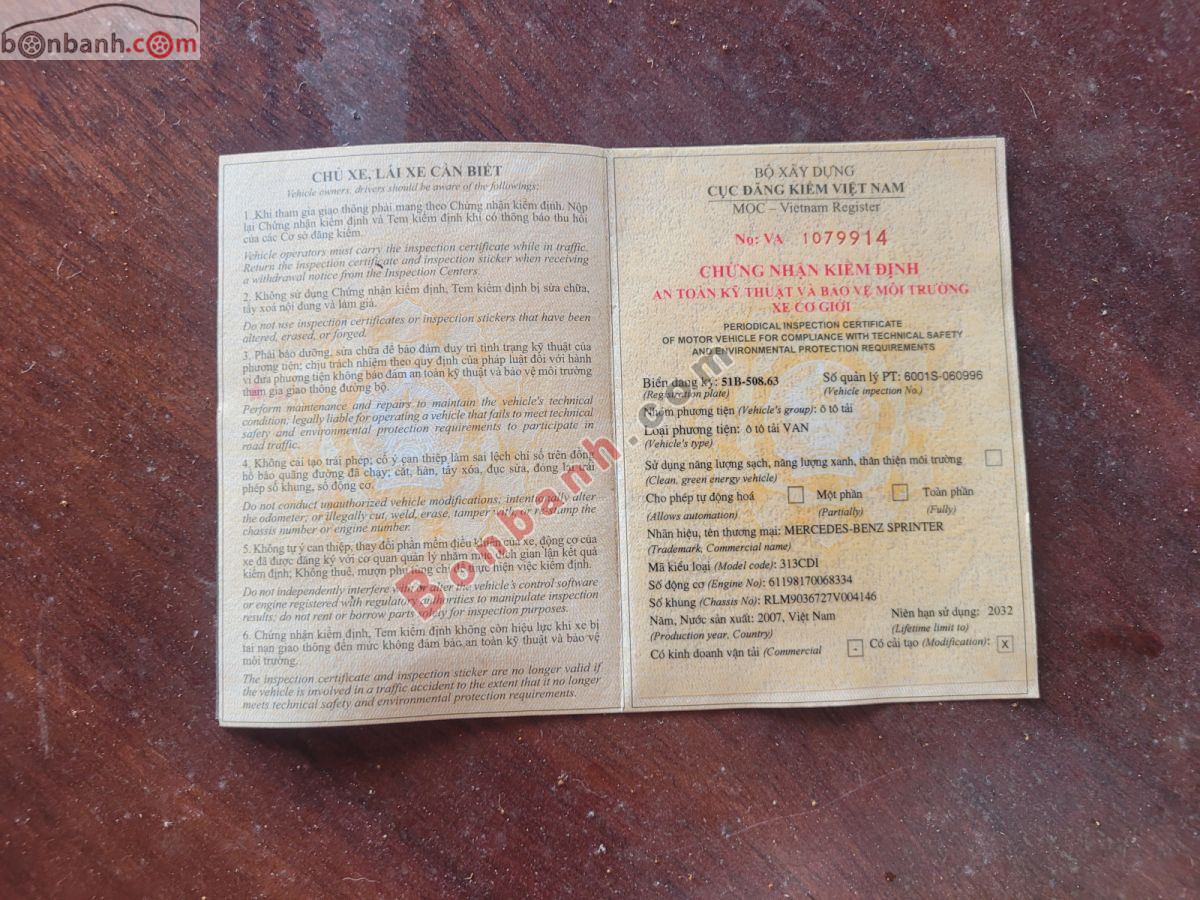 bonbanh.com
CHỦ XE, LÁI XE CẦN BIẾT
Vehicle owners, drivers should be aware of the followings:
1. Khi tham gia giao thông phải mang theo Chứng nhận kiểm định. Nộp
lại Chứng nhận kiểm định và Tem kiểm định khi có thông báo thu hồi
của các Cơ sở đăng kiểm.
Vehicle operators must carry the inspection certificate while in traffic.
Return the inspection certificate and inspection sticker when receiving
a withdrawal notice from the Inspection Centers.
2. Không sử dụng Chứng nhận kiểm định, Tem kiểm định bị sửa chữa,
tẩy xoá nội dung và làm giả.
Do not use inspection certificates or inspection stickers that have been
altered, erased, or forged.
3. Phải bảo dưỡng, sửa chữa để bảo đảm duy trì tình trạng kỹ thuật của
phương tiện; chịu trách nhiệm theo quy định của pháp luật đối với hành
vi đưa phương tiện không bảo đảm an toàn kỹ thuật và bảo vệ môi trường
tham gia giao thông đường bộ.
Perform maintenance and repairs to maintain the vehicle's technical
condition; legally liable for operating a vehicle that fails to meet technical
safety and environmental protection requirements to participate in
road traffic.
4. Không cải tạo trái phép; cố ý can thiệp làm sai lệch chỉ số trên đồng
hồ báo quãng đường đã chạy; cắt, hàn, tẩy xóa, đục sửa, đóng lại trái
phép số khung, số động cơ.
Do not conduct unauthorized vehicle modifications; intentionally alter
the odometer; or illegally cut, weld, erase, tamper with, or re-stamp the
chassis number or engine number.
5. Không tự ý can thiệp, thay đổi phần mềm điều khiển của xe, động cơ của
xe đã được đăng ký với cơ quan quản lý nhằm mục đích gian lận kết quả
kiểm định; Không thuê, mượn phụ tùng chỉ để thực hiện việc kiểm định.
Do not independently interfere with or alter the vehicle's control software
or engine registered with regulatory authorities to manipulate inspection
results; do not rent or borrow parts solely for inspection purposes.
6. Chứng nhận kiểm định, Tem kiểm định không còn hiệu lực khi xe bị
tai nạn giao thông đến mức không đảm bảo an toàn kỹ thuật và bảo vệ
môi trường.
The inspection certificate and inspection sticker are no longer valid if
the vehicle is involved in a traffic accident to the extent that it no longer
meets technical safety and environmental protection requirements.
BỘ XÂY DỰNG
CỤC ĐĂNG KIỂM VIỆT NAM
MOC – Vietnam Register
No: VA 1079914
CHỨNG NHẬN KIỂM ĐỊNH
AN TOÀN KỸ THUẬT VÀ BẢO VỆ MÔI TRƯỜNG
XE CƠ GIỚI
PERIODICAL INSPECTION CERTIFICATE
OF MOTOR VEHICLE FOR COMPLIANCE WITH TECHNICAL SAFETY
AND ENVIRONMENTAL PROTECTION REQUIREMENTS
Biển đăng ký: 51B-508.63 Số quản lý PT: 6001S-060996
(Registration plate) (Vehicle inpection No.)
Nhóm phương tiện (Vehicle's group): ô tô tải
Loại phương tiện: ô tô tải VAN
(Vehicle's type)
Sử dụng năng lượng sạch, năng lượng xanh, thân thiện môi trường
(Clean, green energy vehicle)
Cho phép tự động hoá Một phần - Toàn phần
(Allows automation) (Partially) (Fully)
Nhãn hiệu, tên thương mại: MERCEDES-BENZ SPRINTER
(Trademark, Commercial name)
Mã kiểu loại (Model code): 313CDI
Số động cơ (Engine No): 61198170068334
Số khung (Chassis No): RLM9036727V004146
Năm, Nước sản xuất: 2007, Việt Nam Niên hạn sử dụng: 2032
(Production year, Country) (Lifetime limit to)
Có kinh doanh vận tải (Commercial - Có cải tạo (Modification): X
Bonbanh.com